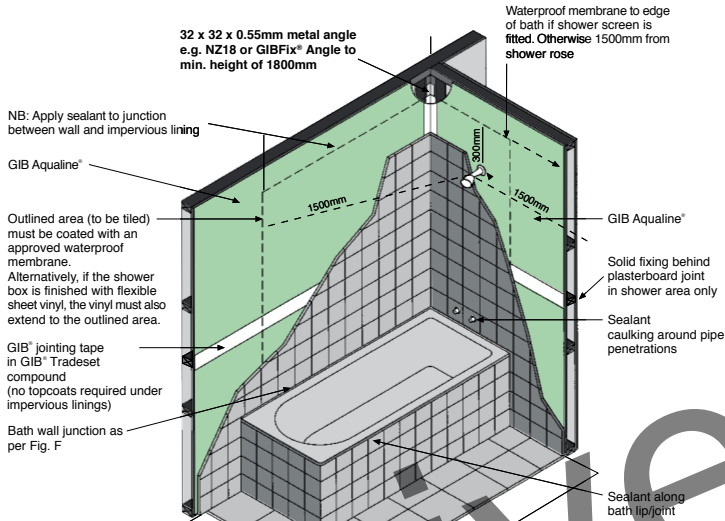 32 x 32 x 0.55mm metal angle
e.g. NZ18 or GIBFix® Angle to
min. height of 1800mm
Waterproof membrane to edge
of bath if shower screen is
fitted. Otherwise 1500mm from
shower rose
NB: Apply sealant to junction
between wall and impervious lining
GIB Aqualine®
Outlined area (to be tiled)
must be coated with an
approved waterproof
membrane.
Alternatively, if the shower
box is finished with flexible
sheet vinyl, the vinyl must also
extend to the outlined area.
GIB® jointing tape
in GIB® Tradeset
compound
(no topcoats required under
impervious linings)
Bath wall junction as
per Fig. F
300mm
1500mm
1500mm
GIB Aqualine®
Solid fixing behind
plasterboard joint
in shower area only
Sealant
caulking around pipe
penetrations
Sealant along
bath lip/joint